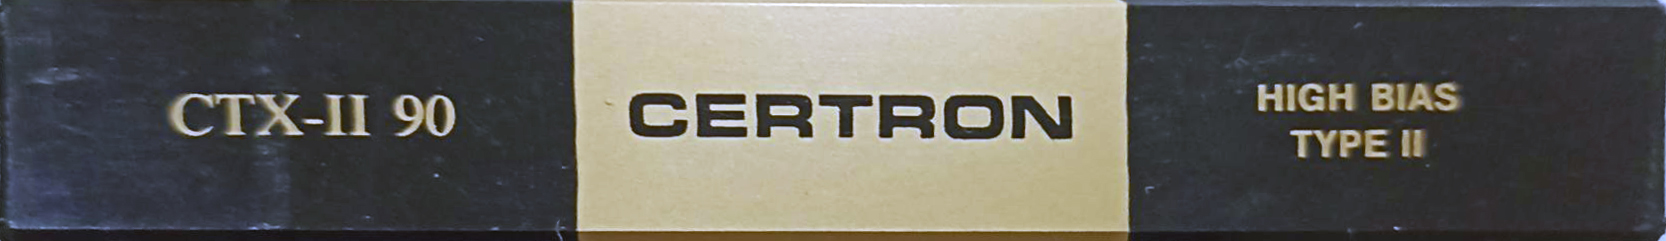 CTX-II 90
CERTRON
HIGH BIAS
TYPE II